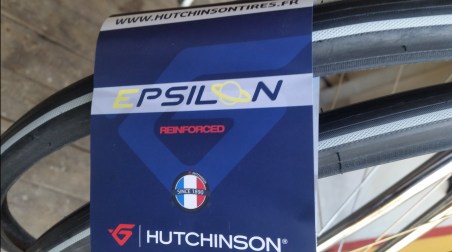 WWW.HUTCHINSONTIRES.FR
EPSILON
REINFORCED
SINCE 1890
HUTCHINSON®